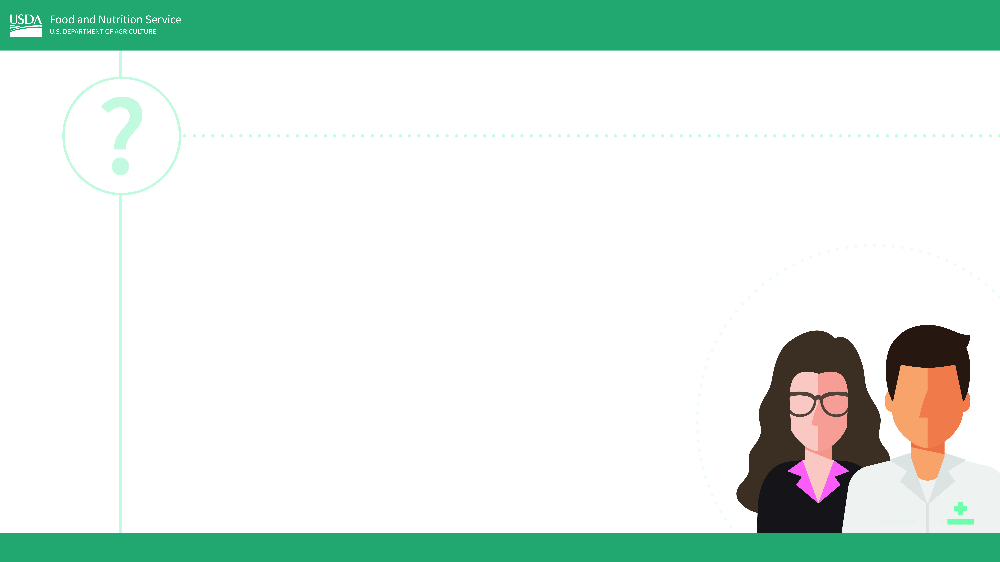 USDA
Food and Nutrition Service
U.S. DEPARTMENT OF AGRICULTURE
?